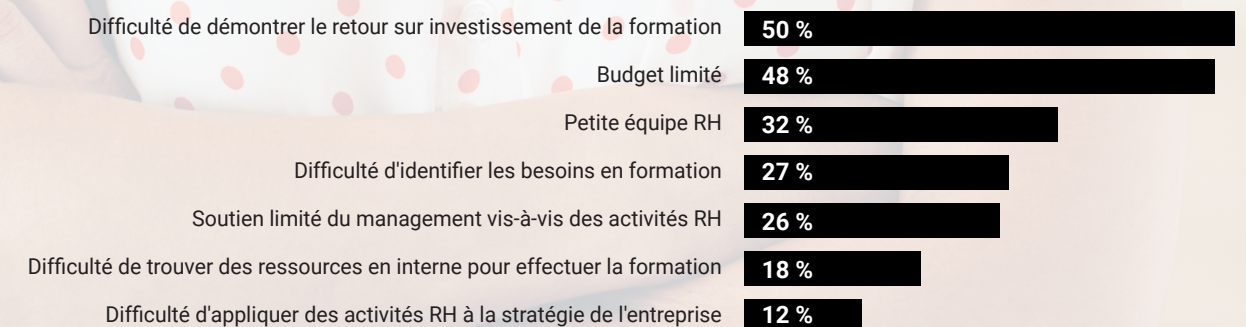 Difficulté de démontrer le retour sur investissement de la formation 50 %
Budget limité 48 %
Petite équipe RH 32 %
Difficulté d'identifier les besoins en formation 27 %
Soutien limité du management vis-à-vis des activités RH 26 %
Difficulté de trouver des ressources en interne pour effectuer la formation 18 %
Difficulté d'appliquer des activités RH à la stratégie de l'entreprise 12 %